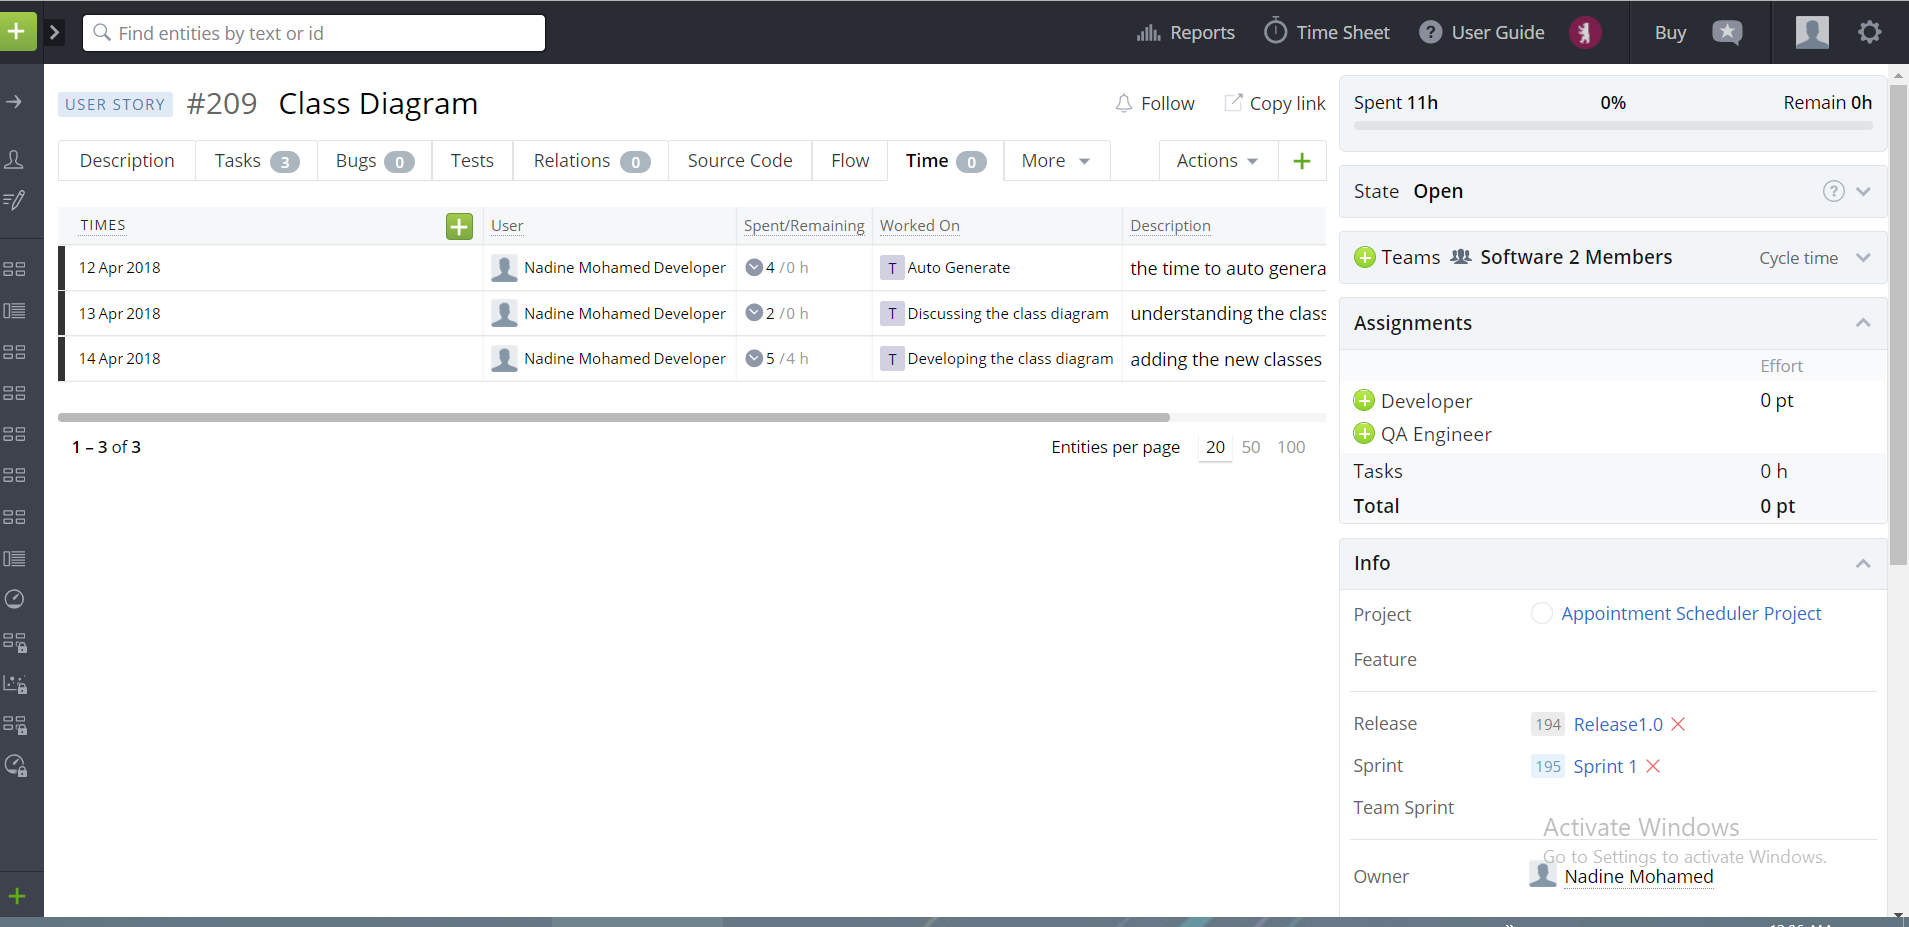 Find entities by text or id
Reports
Time Sheet
User Guide
Buy
USER STORY #209 Class Diagram
Follow
Copy link
Description
Tasks 3
Bugs 0
Tests
Relations 0
Source Code
Flow
Time 0
More
Actions
TIMES User Spent/Remaining Worked On Description
12 Apr 2018 Nadine Mohamed Developer 4 /0 h T Auto Generate the time to auto genera
13 Apr 2018 Nadine Mohamed Developer 2 /0 h T Discussing the class diagram understanding the class
14 Apr 2018 Nadine Mohamed Developer 5 /4 h T Developing the class diagram adding the new classes
1 – 3 of 3
Entities per page 20 50 100
Spent 11h 0% Remain 0h
State Open ?
Teams Software 2 Members Cycle time
Assignments
Effort
Developer 0 pt
QA Engineer
Tasks 0 h
Total 0 pt
Info
Project Appointment Scheduler Project
Feature
Release 194 Release1.0
Sprint 195 Sprint 1
Team Sprint
Activate Windows
Go to Settings to activate Windows.
Owner Nadine Mohamed